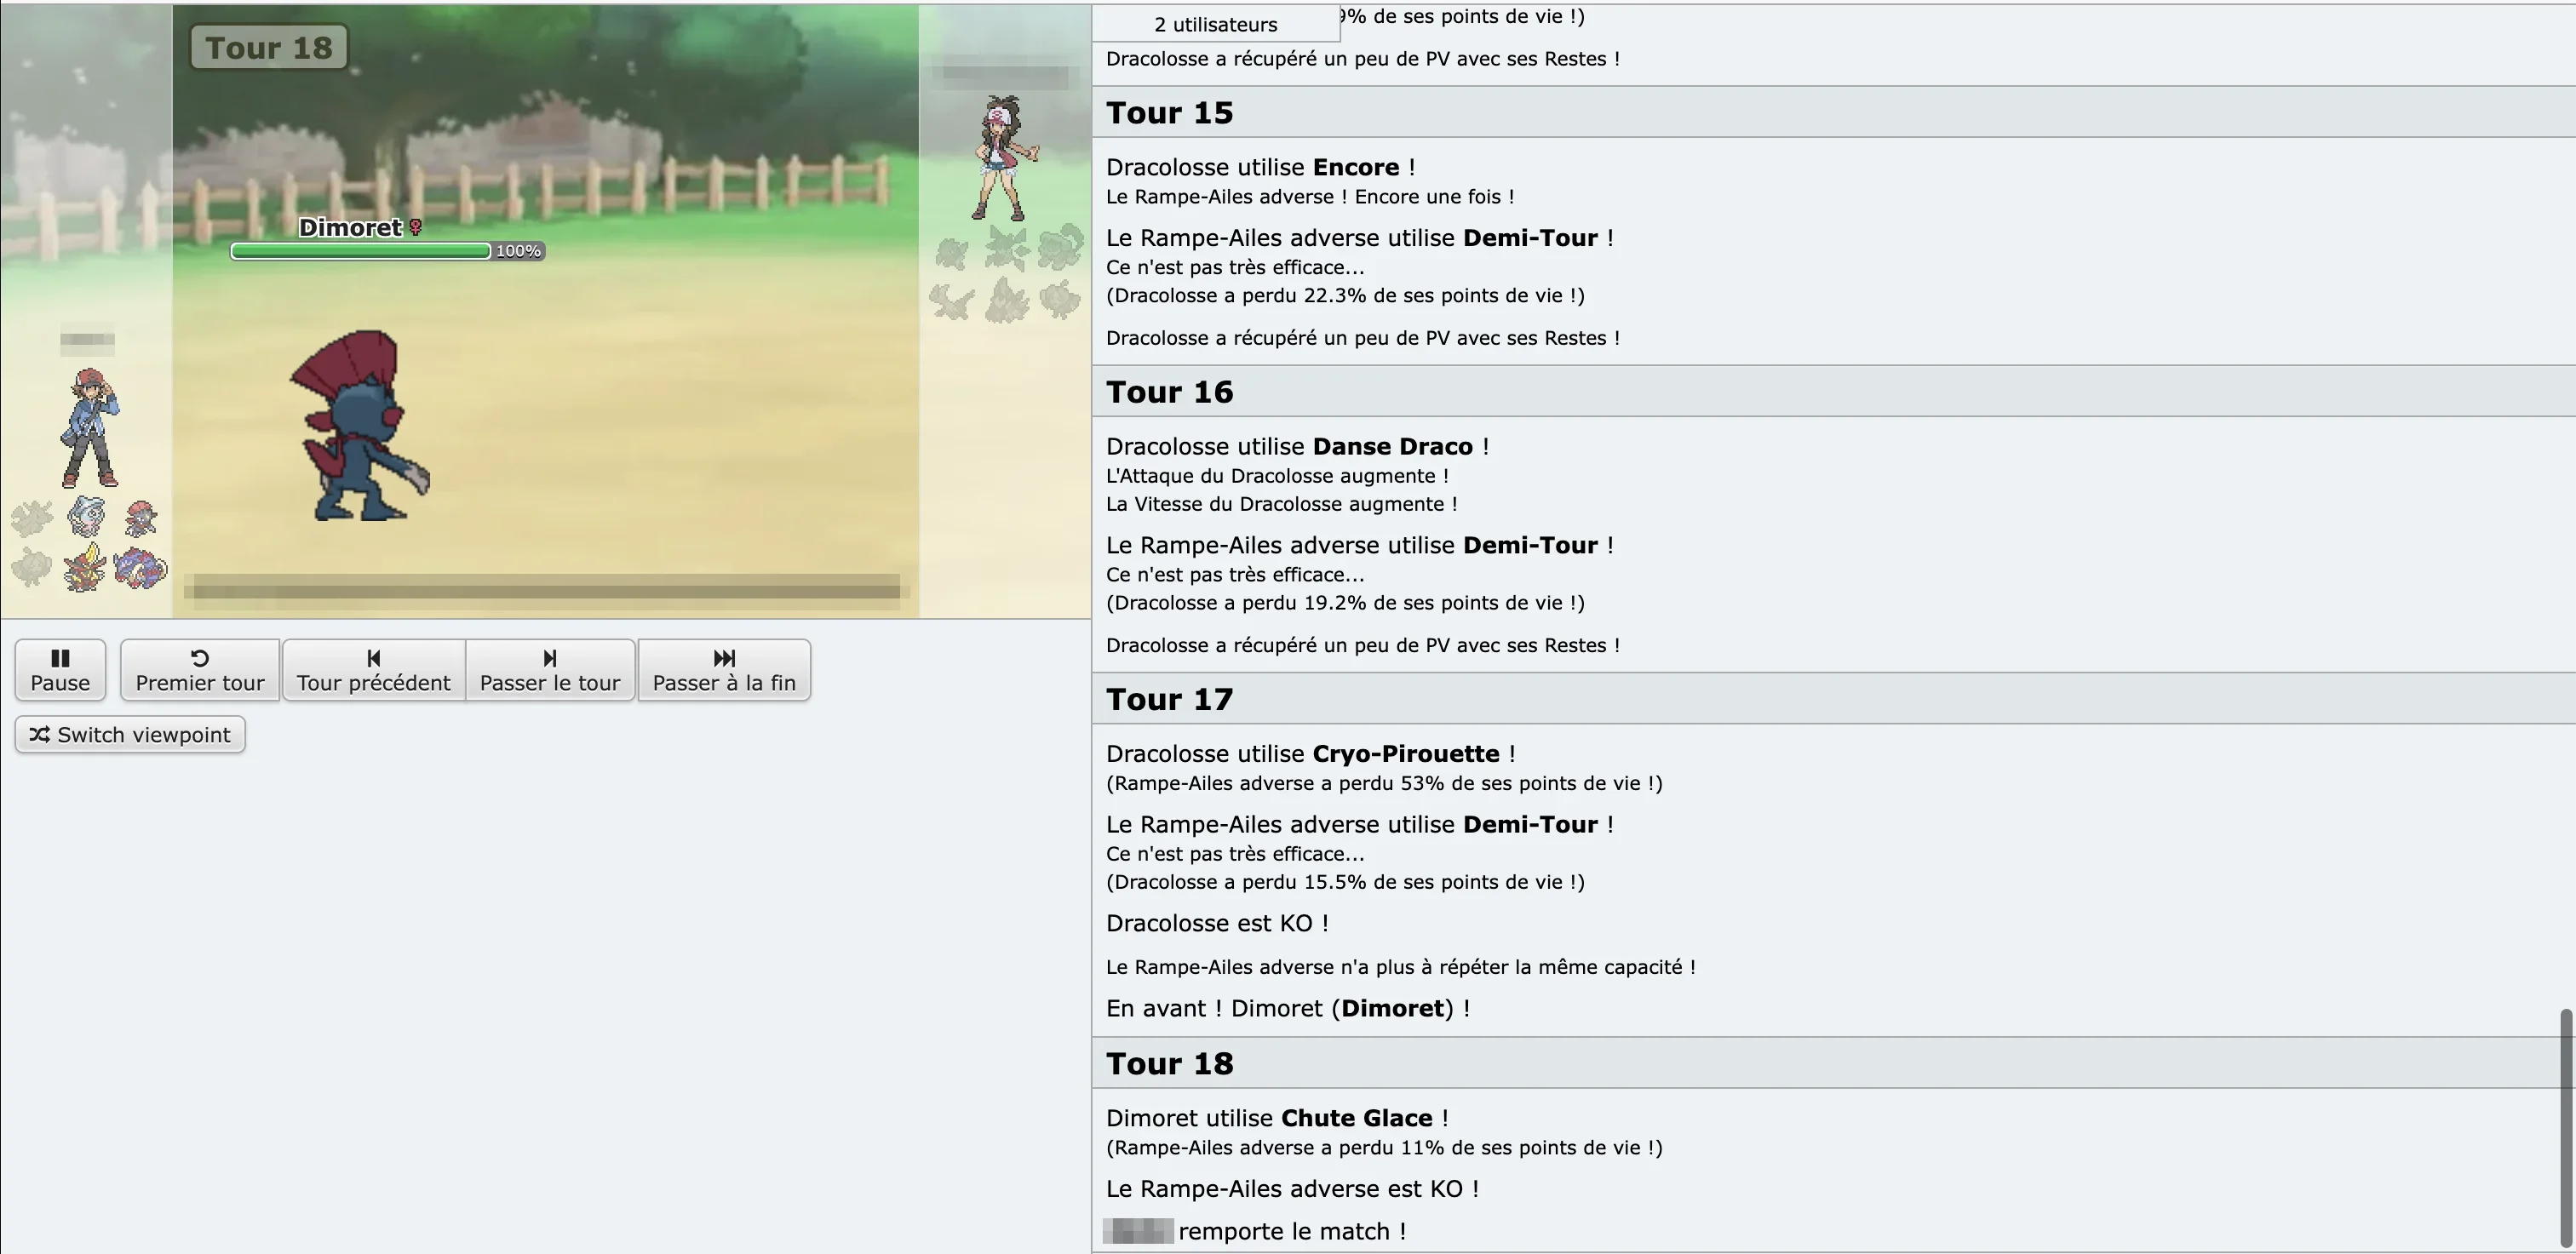 Tour 18
Dimoret
100%
Pause
Premier tour
Tour précédent
Passer le tour
Passer à la fin
Switch viewpoint
2 utilisateurs
9% de ses points de vie !)
Dracolosse a récupéré un peu de PV avec ses Restes !
Tour 15
Dracolosse utilise Encore !
Le Rampe-Ailes adverse ! Encore une fois !
Le Rampe-Ailes adverse utilise Demi-Tour !
Ce n'est pas très efficace...
(Dracolosse a perdu 22.3% de ses points de vie !)
Dracolosse a récupéré un peu de PV avec ses Restes !
Tour 16
Dracolosse utilise Danse Draco !
L'Attaque du Dracolosse augmente !
La Vitesse du Dracolosse augmente !
Le Rampe-Ailes adverse utilise Demi-Tour !
Ce n'est pas très efficace...
(Dracolosse a perdu 19.2% de ses points de vie !)
Dracolosse a récupéré un peu de PV avec ses Restes !
Tour 17
Dracolosse utilise Cryo-Pirouette !
(Rampe-Ailes adverse a perdu 53% de ses points de vie !)
Le Rampe-Ailes adverse utilise Demi-Tour !
Ce n'est pas très efficace...
(Dracolosse a perdu 15.5% de ses points de vie !)
Dracolosse est KO !
Le Rampe-Ailes adverse n'a plus à répéter la même capacité !
En avant ! Dimoret (Dimoret) !
Tour 18
Dimoret utilise Chute Glace !
(Rampe-Ailes adverse a perdu 11% de ses points de vie !)
Le Rampe-Ailes adverse est KO !
remporte le match !